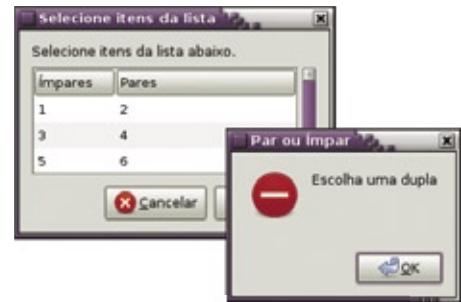 Selecione itens da lista
Selecione itens da lista abaixo.
Ímpares Pares
1 2
3 4
5 6
Cancelar
Par ou Ímpar
Escolha uma dupla
OK